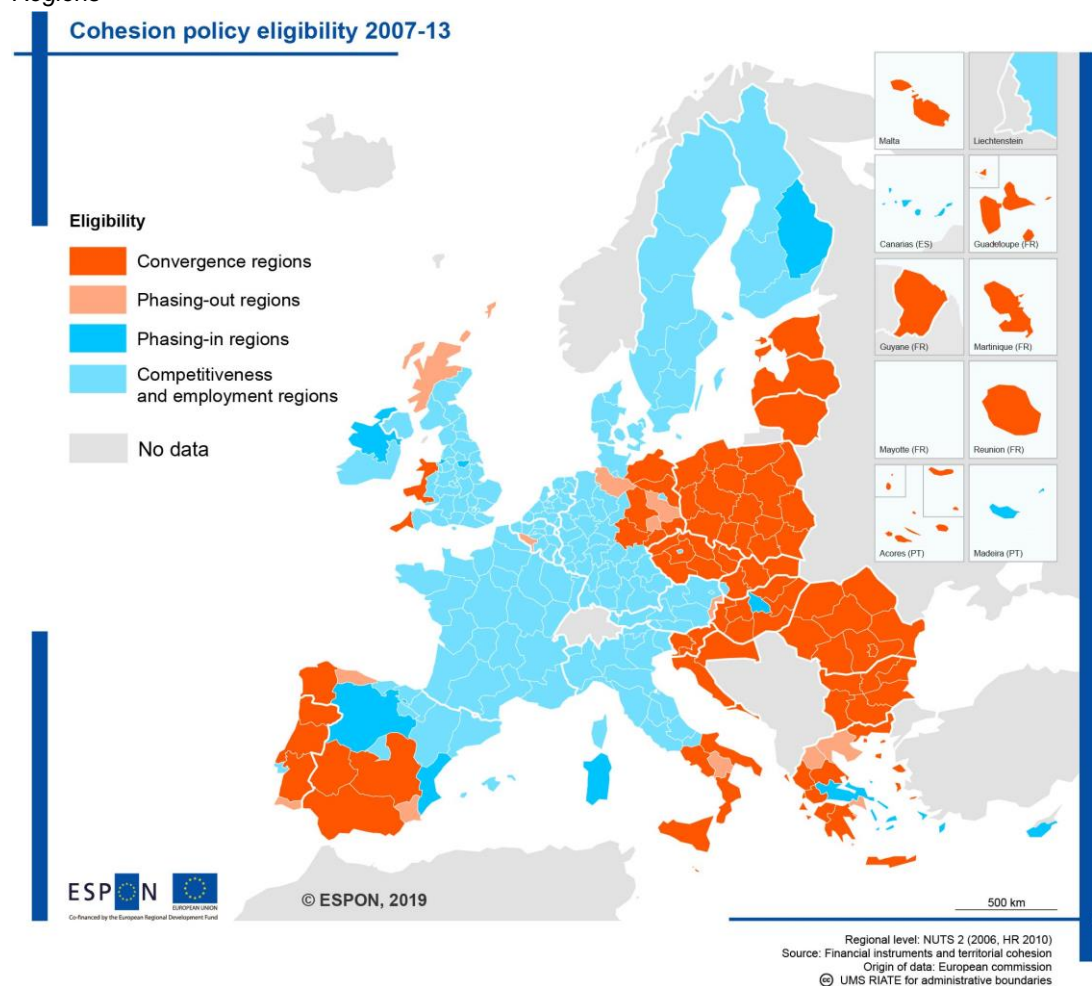 Regions
Cohesion policy eligibility 2007-13
Eligibility
Convergence regions
Phasing-out regions
Phasing-in regions
Competitiveness
and employment regions
No data
Malta
Liechtenstein
Canarias (ES)
Guadeloupe (FR)
Guyane (FR)
Martinique (FR)
Mayotte (FR)
Reunion (FR)
Acores (PT)
Madeira (PT)
ESPON
EUROPEAN UNION
Co-financed by the European Regional Development Fund
© ESPON, 2019
500 km
Regional level: NUTS 2 (2006, HR 2010)
Source: Financial instruments and territorial cohesion
Origin of data: European commission
UMS RIATE for administrative boundaries